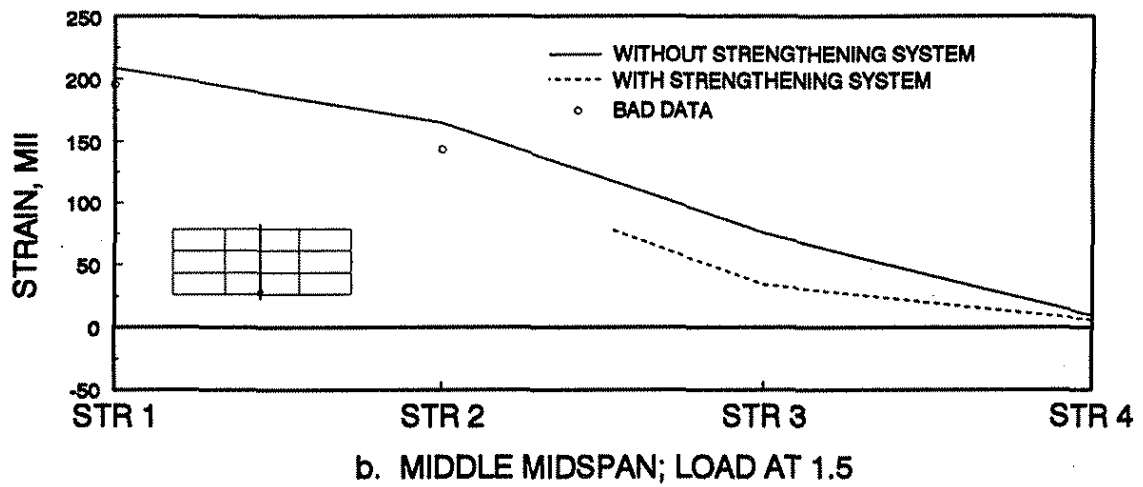 250
200
150
100
50
0
-50
STRAIN, MII
WITHOUT STRENGTHENING SYSTEM
WITH STRENGTHENING SYSTEM
BAD DATA
STR 1 STR 2 STR 3 STR 4
b. MIDDLE MIDSPAN; LOAD AT 1.5